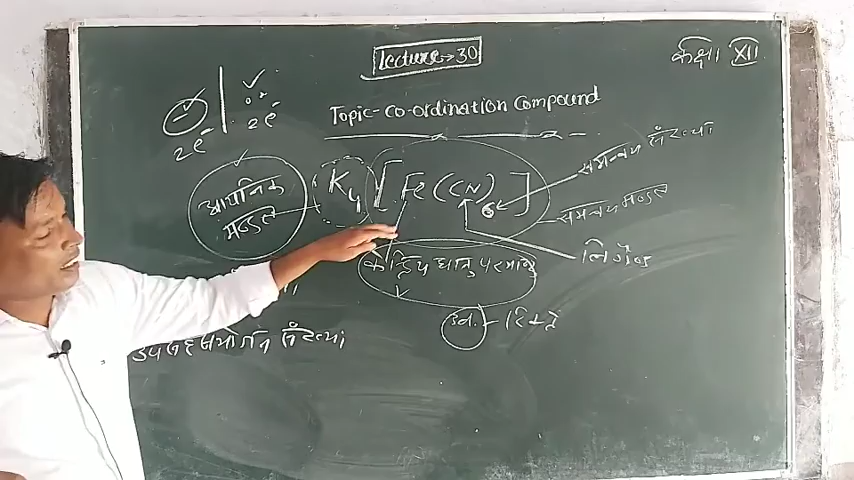 Lecture → 30
कक्षा XII
Topic - co-ordination compound
2e⁻ 2e⁻
K₄ [Fe(CN)₆]
समन्वय संख्या
आयनिक मण्डल
समन्वय मण्डल
लिगेण्ड
केन्द्रिय धातु परमाणु
उपसहसंयोजन संख्या